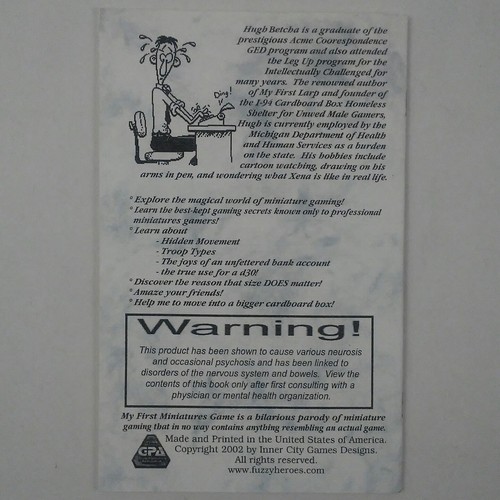 Hugh Betcha is a graduate of the
prestigious Acme Coorespondence
GED program and also attended
the Leg Up program for the
Intellectually Challenged for
many years. The renowned author
of My First Larp and founder of
the I-94 Cardboard Box Homeless
Shelter for Unwed Male Gamers,
Hugh is currently employed by the
Michigan Department of Health
and Human Services as a burden
on the state. His hobbies include
cartoon watching, drawing on his
arms in pen, and wondering what Xena is like in real life.
Ding!
* Explore the magical world of miniature gaming!
* Learn the best-kept gaming secrets known only to professional
miniatures gamers!
* Learn about
- Hidden Movement
- Troop Types
- The joys of an unfettered bank account
- the true use for a d30!
* Discover the reason that size DOES matter!
* Amaze your friends!
* Help me to move into a bigger cardboard box!
Warning!
This product has been shown to cause various neurosis
and occasional psychosis and has been linked to
disorders of the nervous system and bowels. View the
contents of this book only after first consulting with a
physician or mental health organization.
My First Miniatures Game is a hilarious parody of miniature
gaming that in no way contains anything resembling an actual game.
GPA
Made and Printed in the United States of America.
Copyright 2002 by Inner City Games Designs.
All rights reserved.
www.fuzzyheroes.com